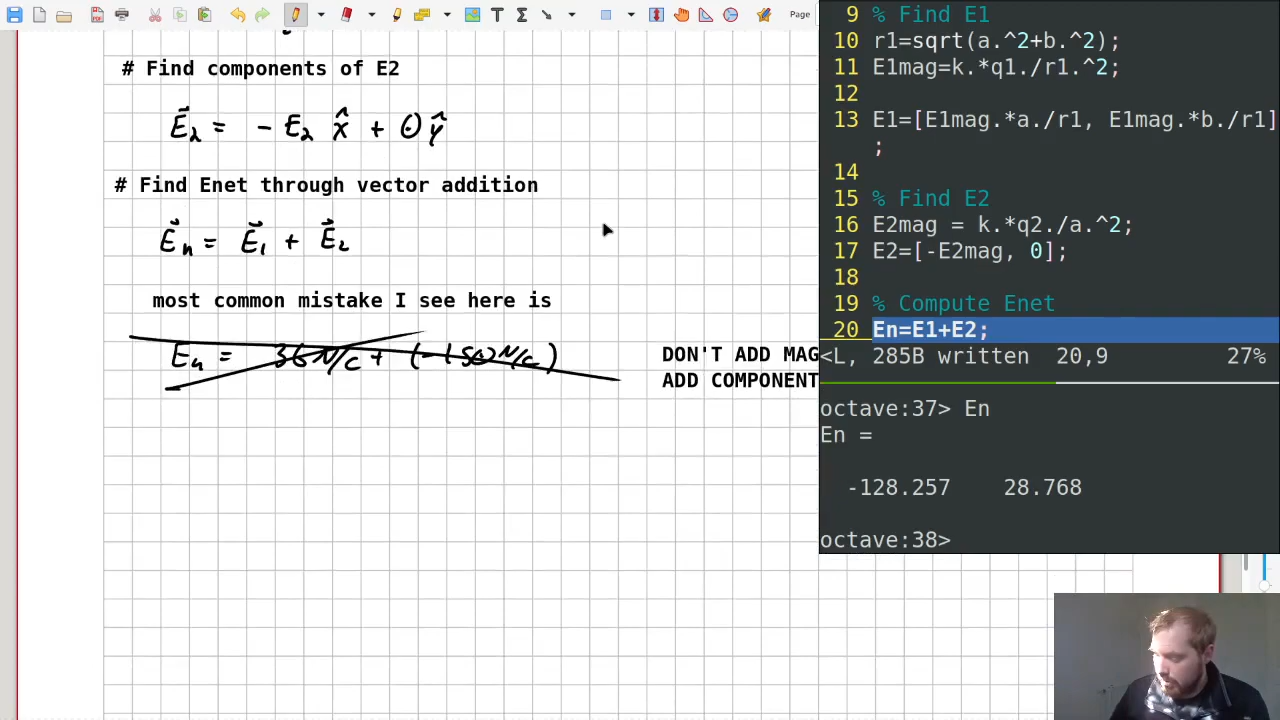 Page
# Find components of E2
E⃗2 = - E2 x̂ + 0 ŷ
# Find Enet through vector addition
E⃗n = E⃗1 + E⃗2
most common mistake I see here is
En = 36 N/C + (-150 N/C)
DON'T ADD MAG
ADD COMPONENT
9 % Find E1
10 r1=sqrt(a.^2+b.^2);
11 E1mag=k.*q1./r1.^2;
12
13 E1=[E1mag.*a./r1, E1mag.*b./r1]
;
14
15 % Find E2
16 E2mag = k.*q2./a.^2;
17 E2=[-E2mag, 0];
18
19 % Compute Enet
20 En=E1+E2;
<L, 285B written 20,9 27%
octave:37> En
En =
-128.257 28.768
octave:38>